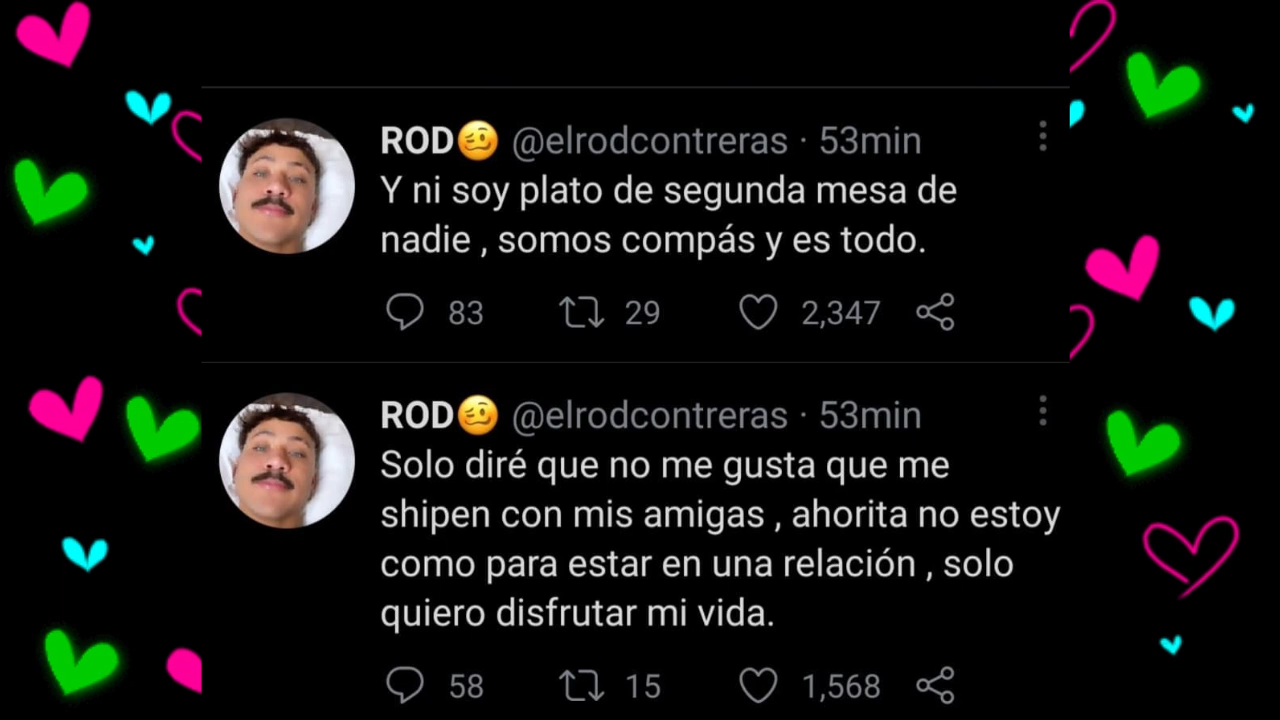 ROD🥴 @elrodcontreras · 53min
Y ni soy plato de segunda mesa de
nadie , somos compás y es todo.
83 29 2,347
ROD🥴 @elrodcontreras · 53min
Solo diré que no me gusta que me
shipen con mis amigas , ahorita no estoy
como para estar en una relación , solo
quiero disfrutar mi vida.
58 15 1,568